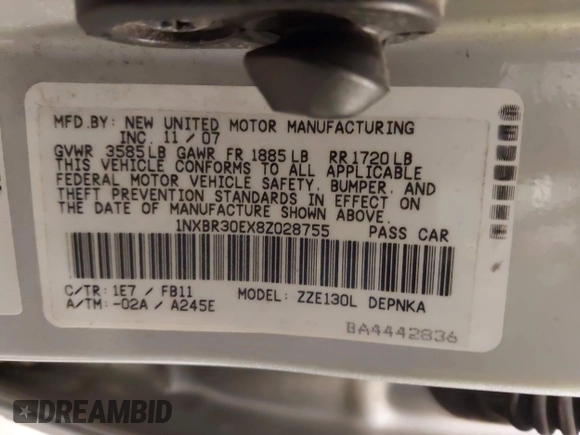 MFD.BY: NEW UNITED MOTOR MANUFACTURING
INC. 11 / 07
GVWR 3585LB GAWR FR 1885LB RR1720LB
THIS VEHICLE CONFORMS TO ALL APPLICABLE
FEDERAL MOTOR VEHICLE SAFETY, BUMPER, AND
THEFT PREVENTION STANDARDS IN EFFECT ON
THE DATE OF MANUFACTURE SHOWN ABOVE.
1NXBR30EX8Z028755 PASS CAR
C/TR: 1E7 / FB11
A/TM: -02A / A245E MODEL: ZZE130L DEPNKA
BA4442836
DREAMBID